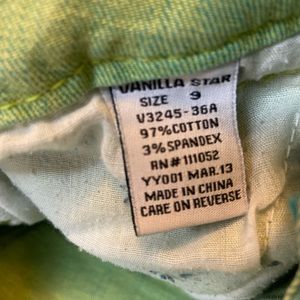 VANILLA STAR
SIZE 9
V3245-36A
97%COTTON
3%SPANDEX
RN#111052
YY001 MAR.13
MADE IN CHINA
CARE ON REVERSE